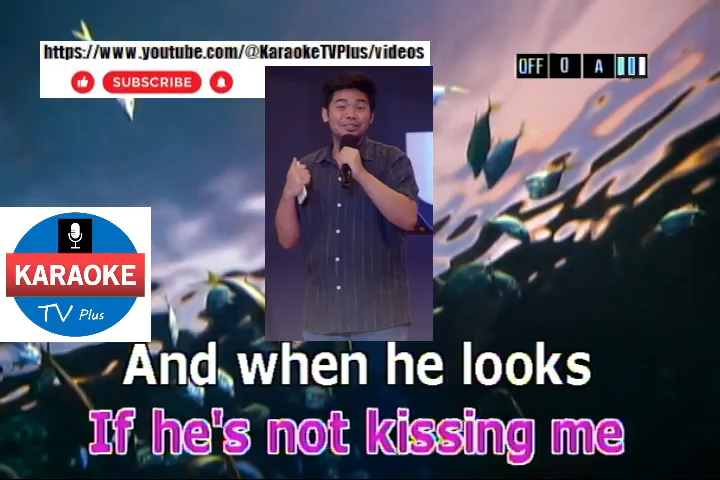 https://www.youtube.com/@KaraokeTVPlus/videos
SUBSCRIBE
OFF 0 A
KARAOKE
TV Plus
And when he looks
If he's not kissing me